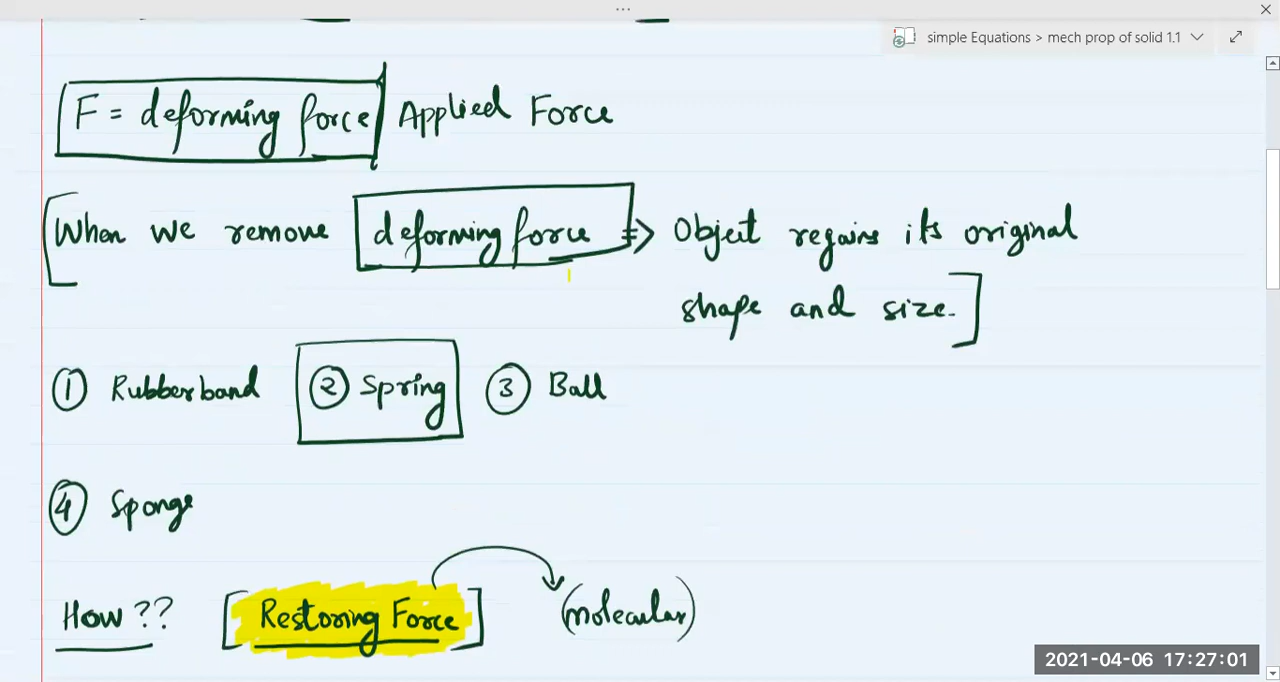 simple Equations > mech prop of solid 1.1
F = deforming force Applied Force
[When we remove deforming force => Object regains its original
shape and size.]
① Rubberband ② Spring ③ Ball
④ Sponge
How ?? [Restoring Force] (molecular)
2021-04-06 17:27:01